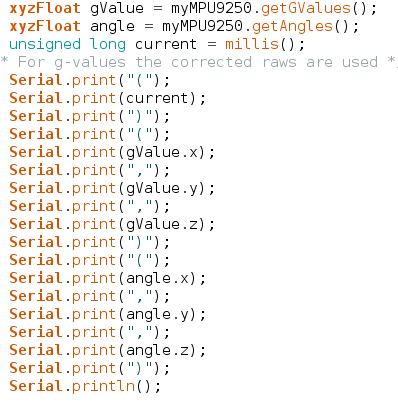 xyzFloat gValue = myMPU9250.getGValues();
xyzFloat angle = myMPU9250.getAngles();
unsigned long current = millis();
* For g-values the corrected raws are used *
Serial.print("(");
Serial.print(current);
Serial.print(")");
Serial.print("(");
Serial.print(gValue.x);
Serial.print(",");
Serial.print(gValue.y);
Serial.print(",");
Serial.print(gValue.z);
Serial.print(")");
Serial.print("(");
Serial.print(angle.x);
Serial.print(",");
Serial.print(angle.y);
Serial.print(",");
Serial.print(angle.z);
Serial.print(")");
Serial.println();